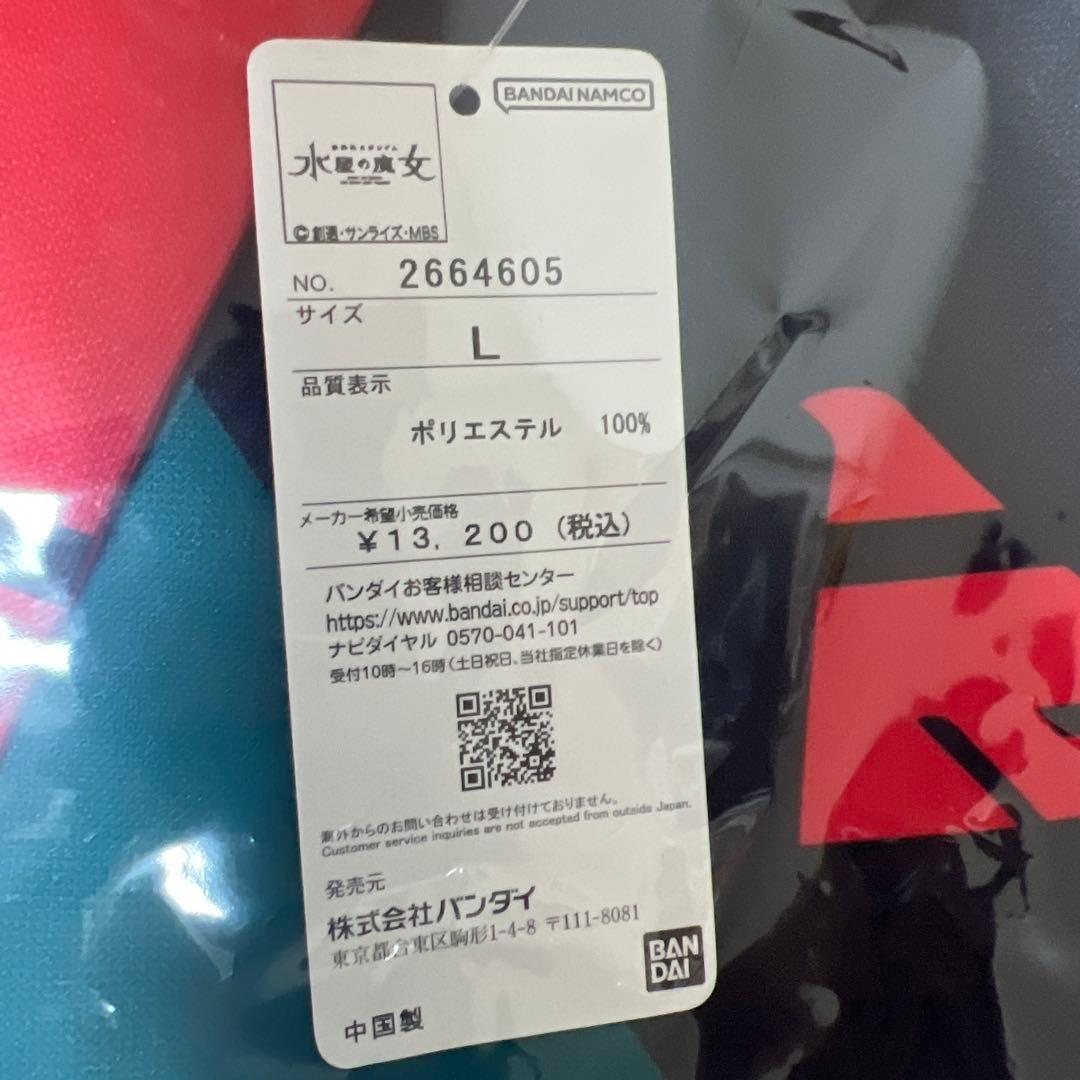 BANDAI NAMCO
水星の魔女
©創通・サンライズ・MBS
NO. 2664605
サイズ
L
品質表示
ポリエステル 100%
メーカー希望小売価格
¥13,200 (税込)
バンダイお客様相談センター
https://www.bandai.co.jp/support/top
ナビダイヤル 0570-041-101
受付10時~16時(土日祝日、当社指定休業日を除く)
海外からのお問い合わせは受け付けておりません。
Customer service inquiries are not accepted from outside Japan.
発売元
株式会社バンダイ
東京都台東区駒形1-4-8 〒111-8081
BAN
DAI
中国製